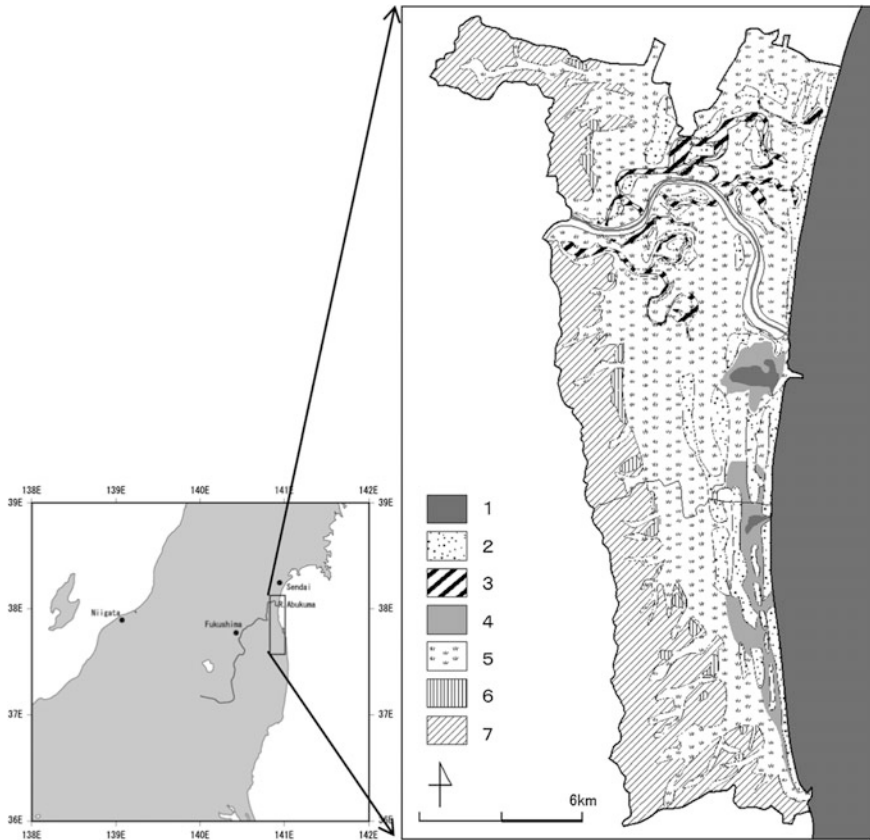 1
2
3
4
5
6
7
6km
138E
139E
140E
141E
142E
39E
39E
Sendai
38E
R.Abukuma
38E
Niigata
Fukushima
37E
37E
36E
36E
138E
139E
140E
141E
142E